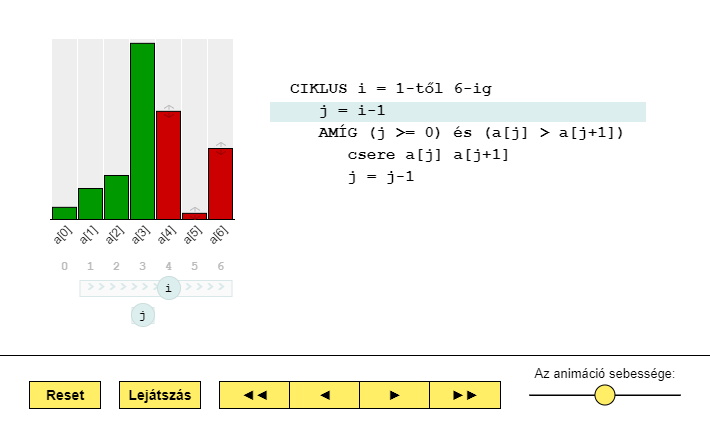 CIKLUS i = 1-től 6-ig
j = i-1
AMÍG (j >= 0) és (a[j] > a[j+1])
csere a[j] a[j+1]
j = j-1
a[0] a[1] a[2] a[3] a[4] a[5] a[6]
0 1 2 3 4 5 6
i
j
Az animáció sebessége:
Reset Lejátszás